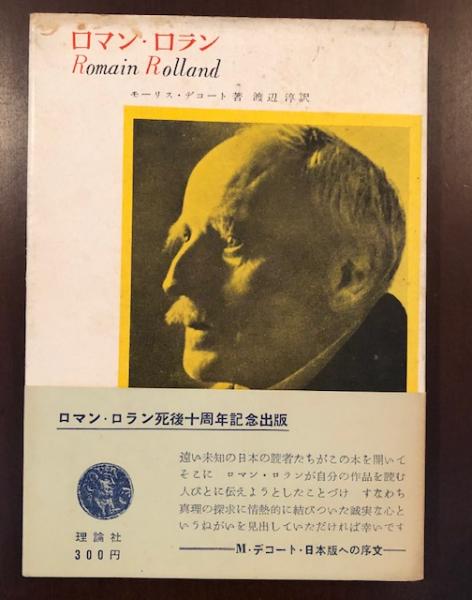 ロマン・ロラン
Romain Rolland
モーリス・デコート著 渡辺淳訳
ロマン・ロラン死後十周年記念出版
遠い未知の日本の読者たちがこの本を開いて
そこに ロマン・ロランが自分の作品を読む
人びとに伝えようとしたことづけ すなわち
真理の探求に情熱的に結びついた誠実な心と
いうねがいを見出していただければ幸いです
M・デコート・日本版への序文
理論社
300円